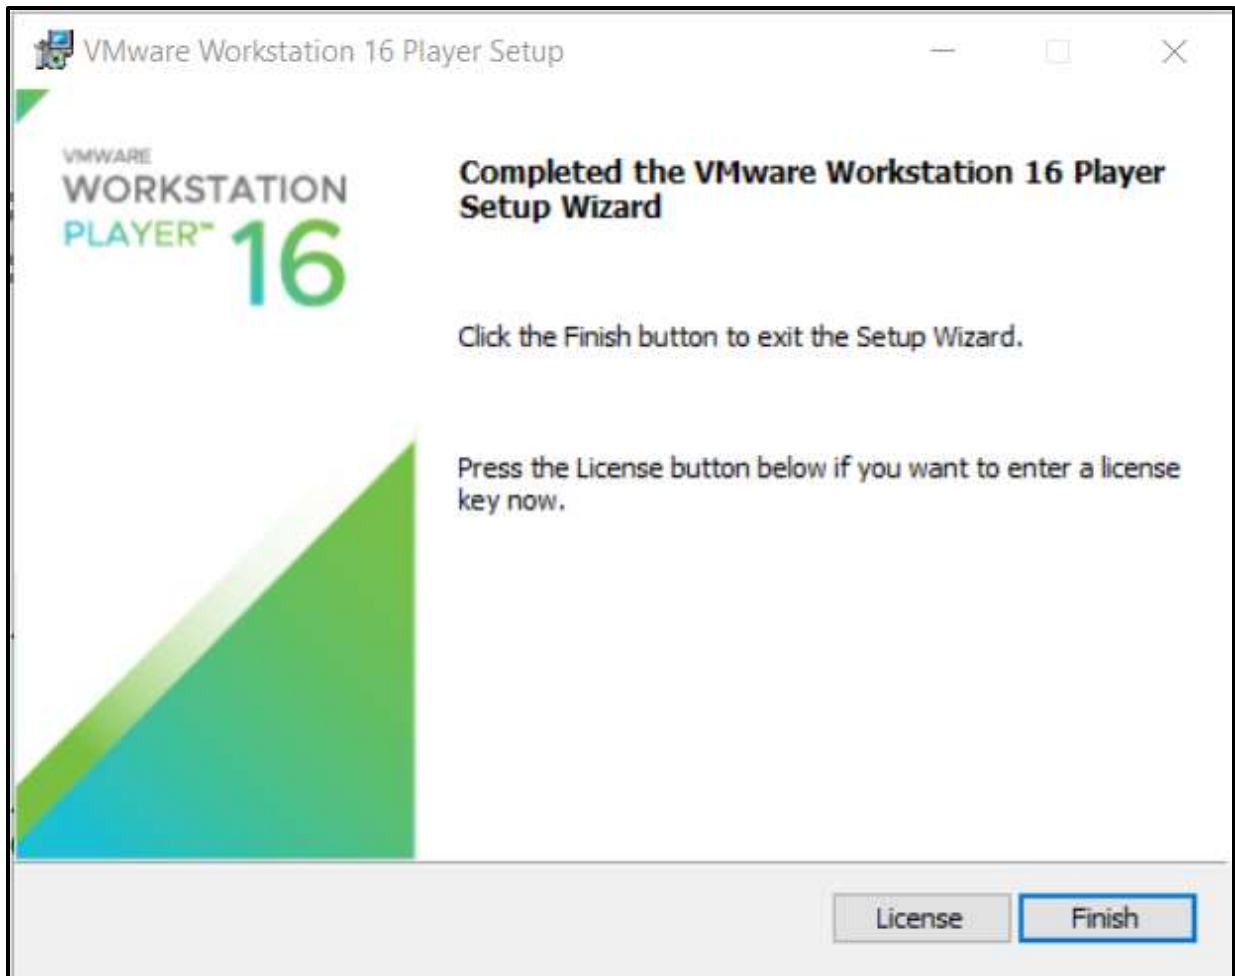 VMware Workstation 16 Player Setup
VMWARE
WORKSTATION
PLAYER™ 16
Completed the VMware Workstation 16 Player
Setup Wizard
Click the Finish button to exit the Setup Wizard.
Press the License button below if you want to enter a license
key now.
License
Finish